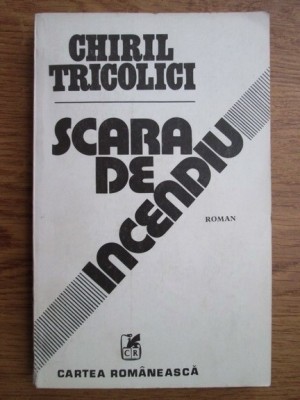 CHIRIL
TRICOLICI
SCARA
DE
INCENDIU
ROMAN
CR
CARTEA ROMÂNEASCĂ